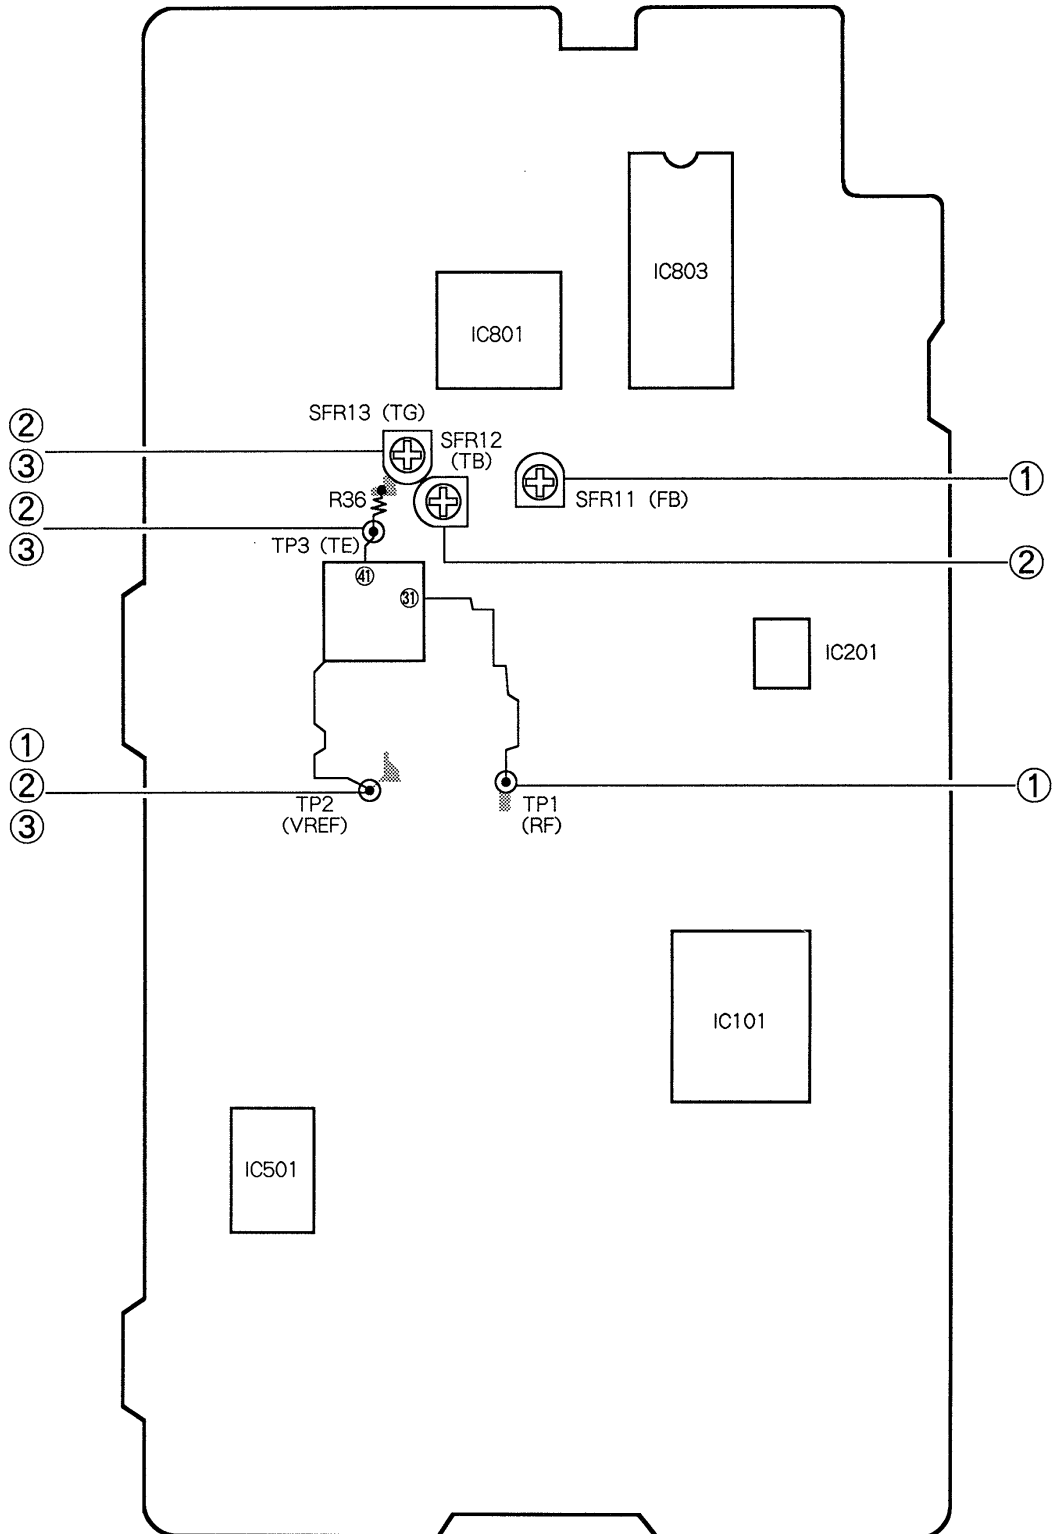 IC803
IC801
SFR13 (TG)
②
SFR12
(TB)
③
①
R36
SFR11 (FB)
②
TP3 (TE)
③
②
㊶
㉛
IC201
①
②
①
TP2
(VREF)
TP1
(RF)
③
IC101
IC501